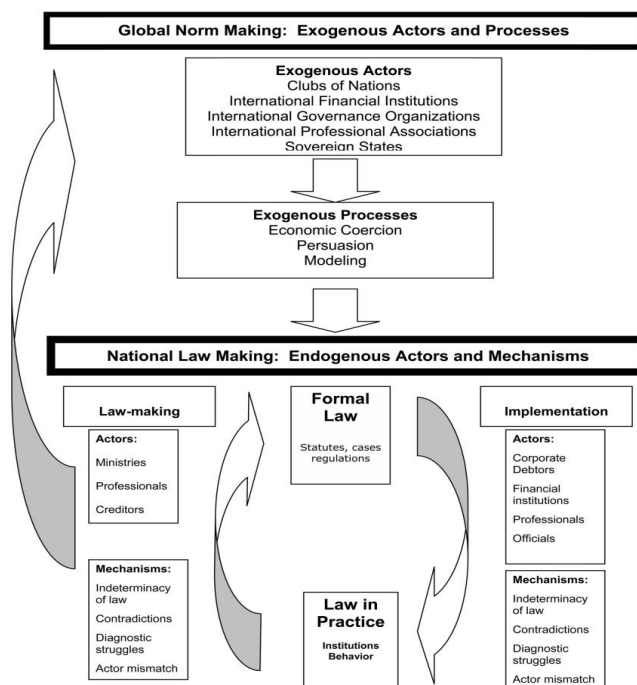 Global Norm Making: Exogenous Actors and Processes
Exogenous Actors
Clubs of Nations
International Financial Institutions
International Governance Organizations
International Professional Associations
Sovereign States
Exogenous Processes
Economic Coercion
Persuasion
Modeling
National Law Making: Endogenous Actors and Mechanisms
Law-making
Actors:
Ministries
Professionals
Creditors
Mechanisms:
Indeterminacy
of law
Contradictions
Diagnostic
struggles
Actor mismatch
Formal
Law
Statutes, cases
regulations
Law in
Practice
Institutions
Behavior
Implementation
Actors:
Corporate
Debtors
Financial
institutions
Professionals
Officials
Mechanisms:
Indeterminacy
of law
Contradictions
Diagnostic
struggles
Actor mismatch